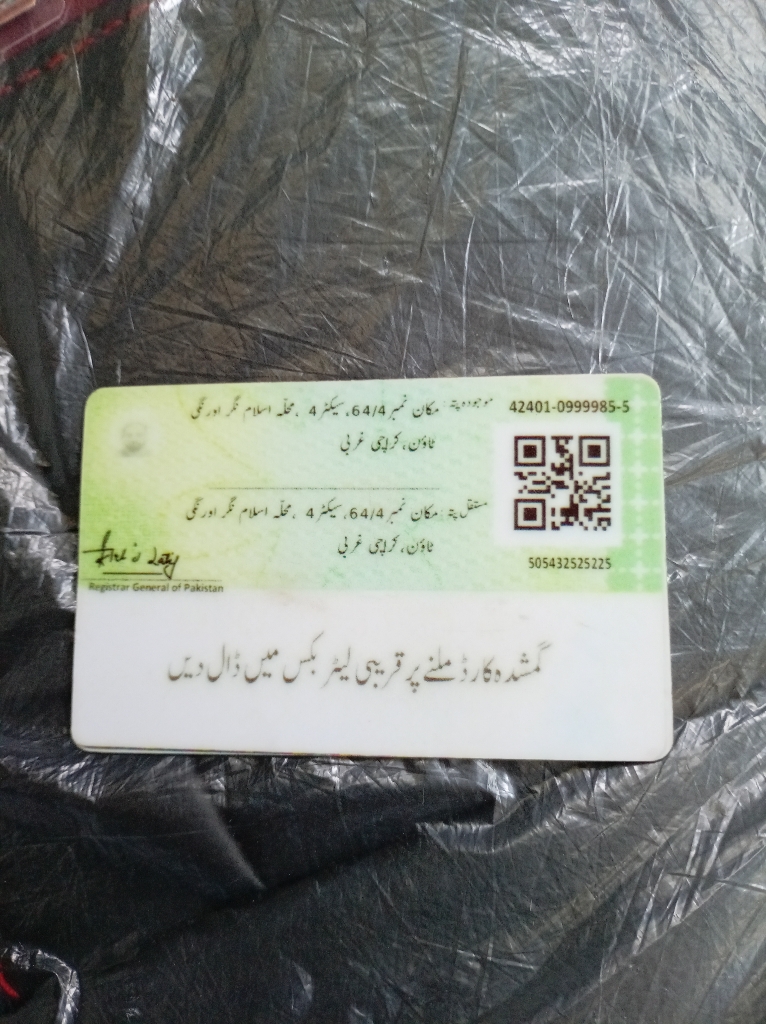 42401-0999985-5
موجودہ پتہ: مکان نمبر 64/4، سیکٹر 4 ، محلّہ اسلام نگر اورنگی
ٹاؤن، کراچی غربی
مستقل پتہ: مکان نمبر 64/4، سیکٹر 4 ، محلّہ اسلام نگر اورنگی
ٹاؤن، کراچی غربی
505432525225
Registrar General of Pakistan
گمشدہ کارڈ ملنے پر قریبی لیٹر بکس میں ڈال دیں